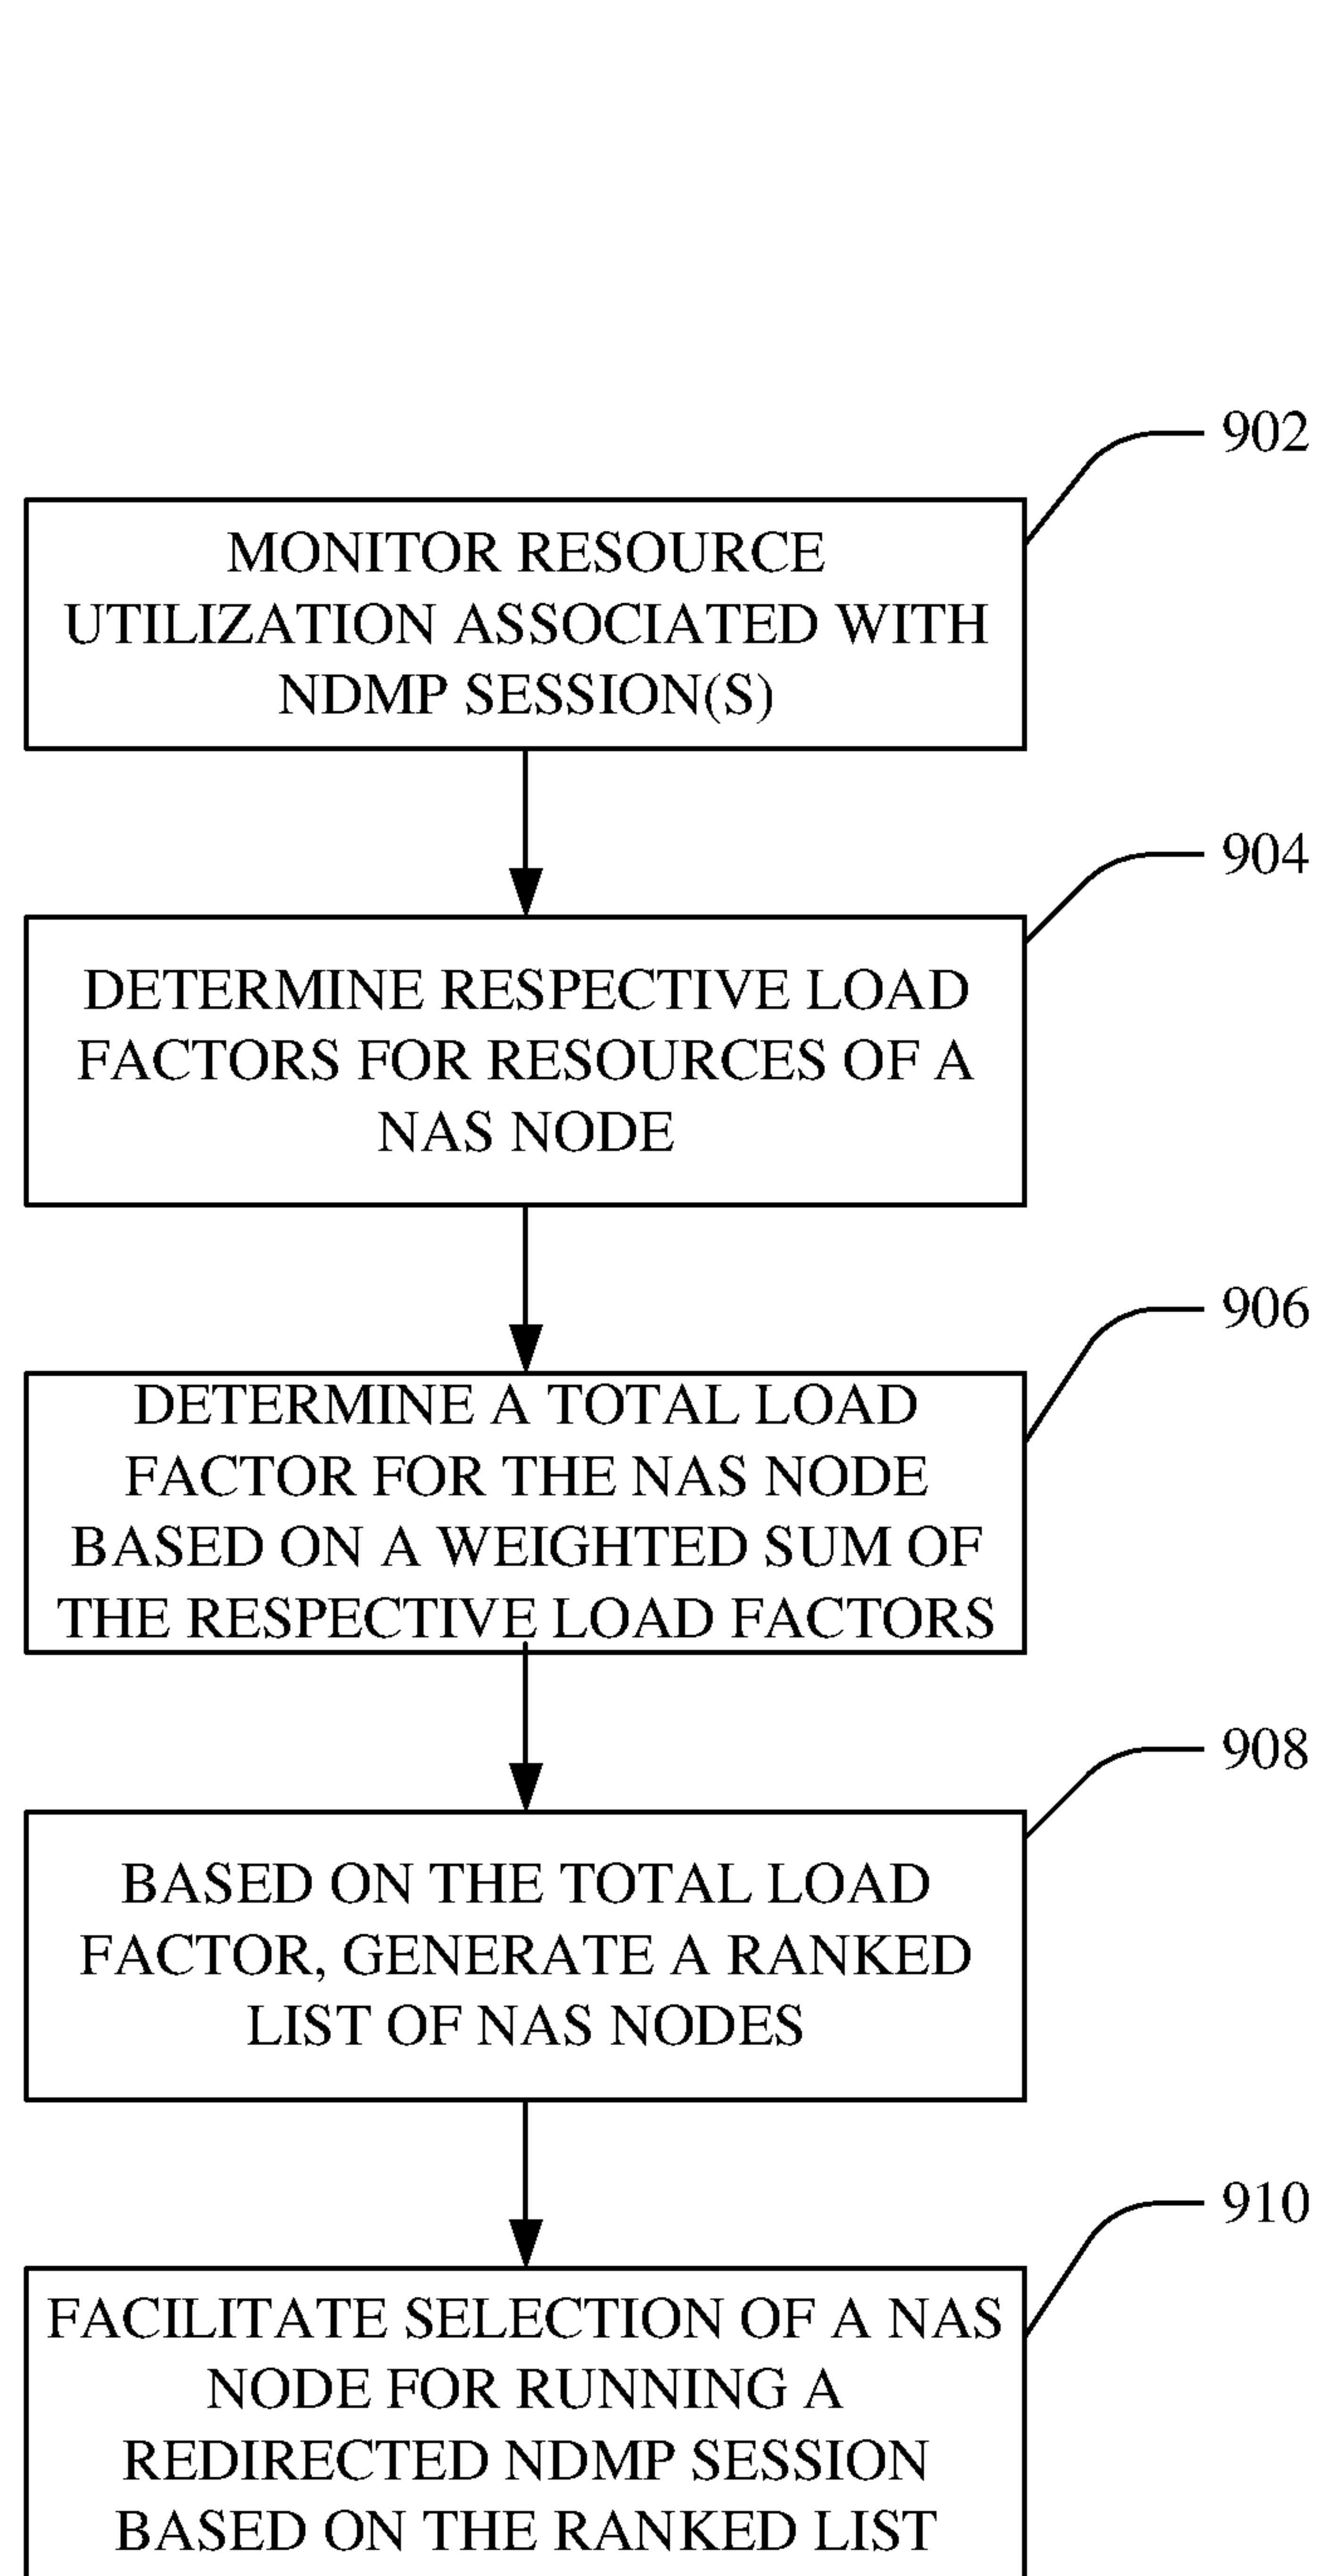 902
MONITOR RESOURCE
UTILIZATION ASSOCIATED WITH
NDMP SESSION(S)
904
DETERMINE RESPECTIVE LOAD
FACTORS FOR RESOURCES OF A
NAS NODE
906
DETERMINE A TOTAL LOAD
FACTOR FOR THE NAS NODE
BASED ON A WEIGHTED SUM OF
THE RESPECTIVE LOAD FACTORS
908
BASED ON THE TOTAL LOAD
FACTOR, GENERATE A RANKED
LIST OF NAS NODES
910
FACILITATE SELECTION OF A NAS
NODE FOR RUNNING A
REDIRECTED NDMP SESSION
BASED ON THE RANKED LIST